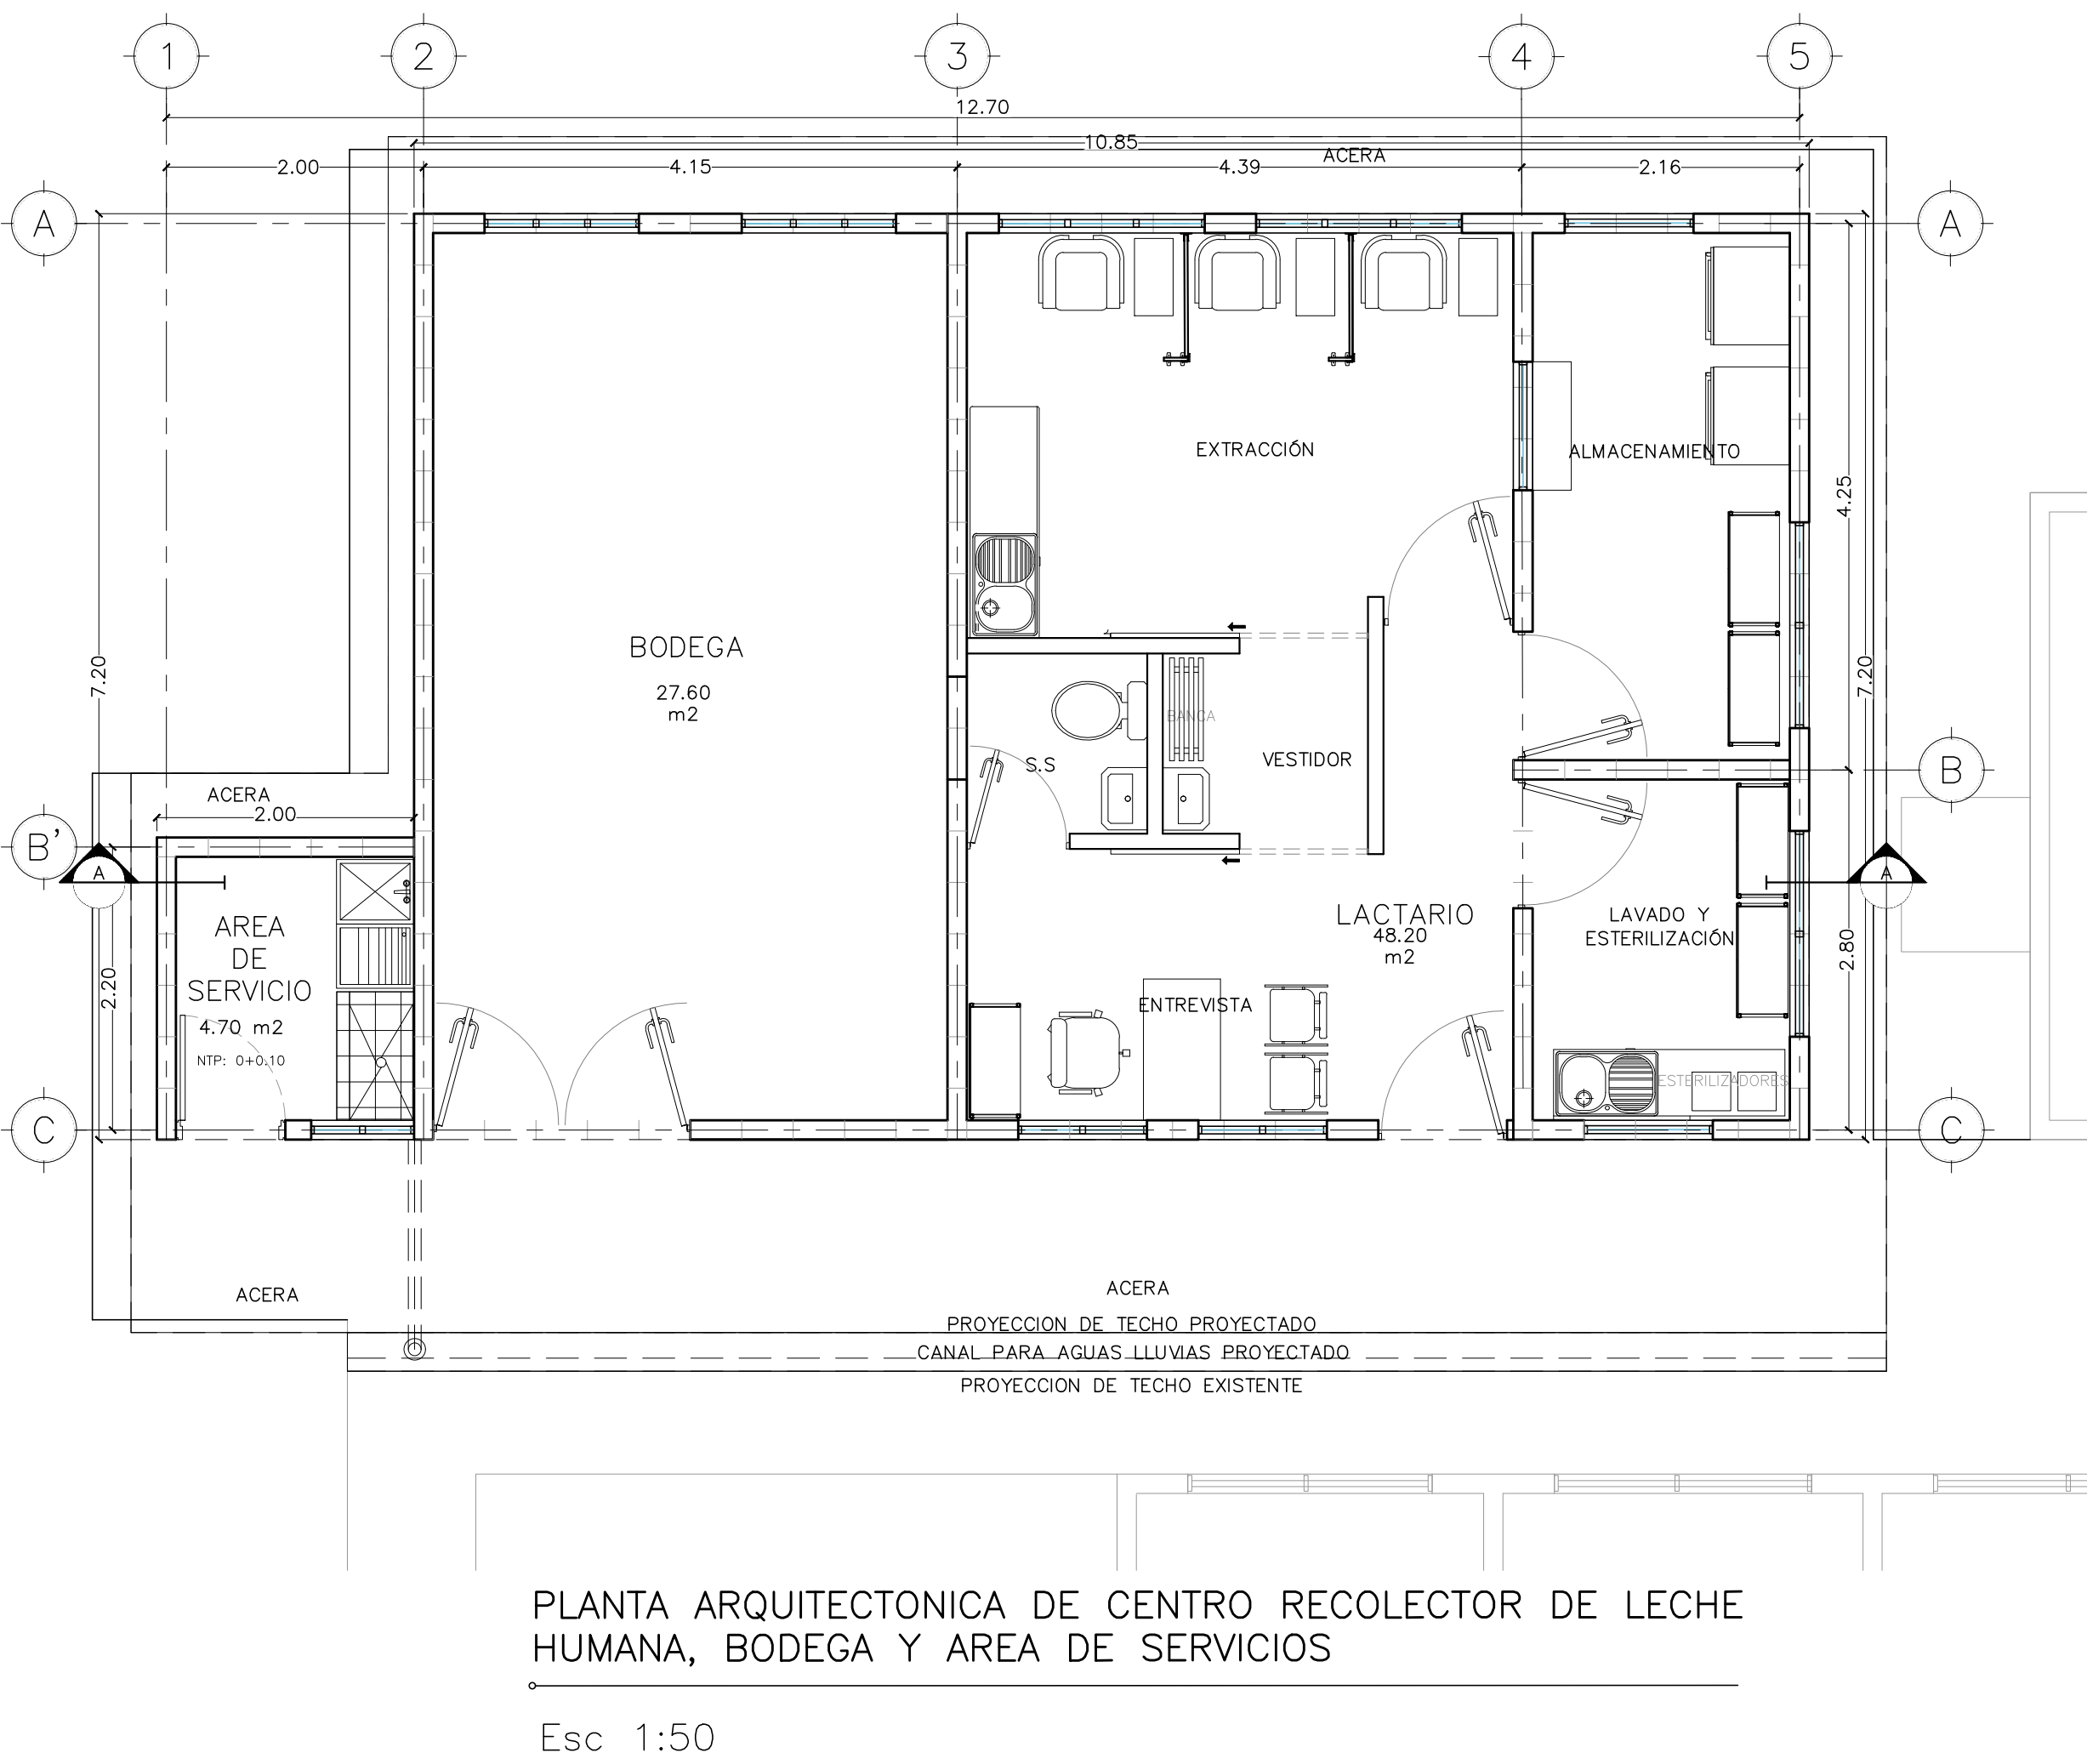 1 2 3 4 5
12.70
10.85
ACERA
2.00 4.15 4.39 2.16
A A
EXTRACCIÓN
ALMACENAMIENTO
4.25
7.20
BODEGA
27.60
m2
7.20
BANCA
S.S
VESTIDOR
B
ACERA
2.00
B'
A A
AREA
DE
SERVICIO
4.70 m2
NTP: 0+0.10
2.20
LACTARIO
48.20
m2
LAVADO Y
ESTERILIZACIÓN
2.80
ENTREVISTA
ESTERILIZADORES
C C
ACERA
ACERA
PROYECCION DE TECHO PROYECTADO
CANAL PARA AGUAS LLUVIAS PROYECTADO
PROYECCION DE TECHO EXISTENTE
PLANTA ARQUITECTONICA DE CENTRO RECOLECTOR DE LECHE
HUMANA, BODEGA Y AREA DE SERVICIOS
Esc 1:50